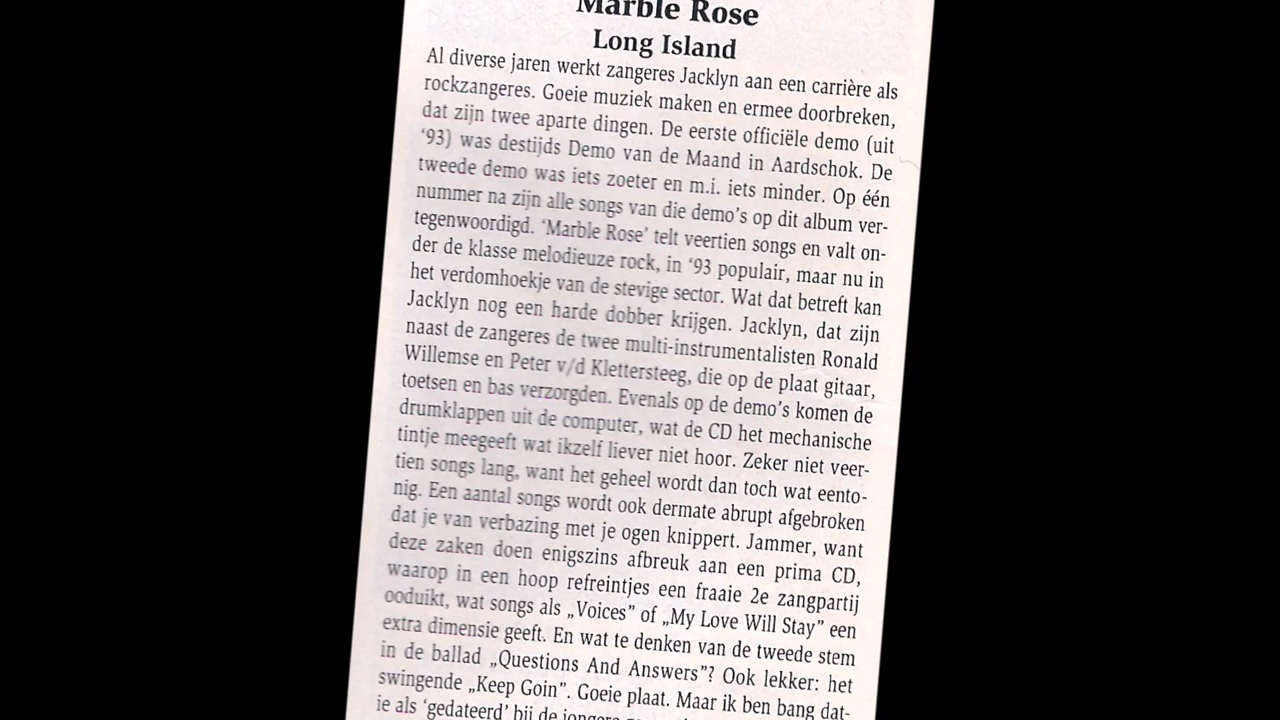 Marble Rose
Long Island
Al diverse jaren werkt zangeres Jacklyn aan een carrière als
rockzangeres. Goeie muziek maken en ermee doorbreken,
dat zijn twee aparte dingen. De eerste officiële demo (uit
‘93) was destijds Demo van de Maand in Aardschok. De
tweede demo was iets zoeter en m.i. iets minder. Op één
nummer na zijn alle songs van die demo’s op dit album ver-
tegenwoordigd. ‘Marble Rose’ telt veertien songs en valt on-
der de klasse melodieuze rock, in ‘93 populair, maar nu in
het verdomhoekje van de stevige sector. Wat dat betreft kan
Jacklyn nog een harde dobber krijgen. Jacklyn, dat zijn
naast de zangeres de twee multi-instrumentalisten Ronald
Willemse en Peter v/d Klettersteeg, die op de plaat gitaar,
toetsen en bas verzorgden. Evenals op de demo’s komen de
drumklappen uit de computer, wat de CD het mechanische
tintje meegeeft wat ikzelf liever niet hoor. Zeker niet veer-
tien songs lang, want het geheel wordt dan toch wat eento-
nig. Een aantal songs wordt ook dermate abrupt afgebroken
dat je van verbazing met je ogen knippert. Jammer, want
deze zaken doen enigszins afbreuk aan een prima CD,
waarop in een hoop refreintjes een fraaie 2e zangpartij
ooduikt, wat songs als „Voices” of „My Love Will Stay” een
extra dimensie geeft. En wat te denken van de tweede stem
in de ballad „Questions And Answers”? Ook lekker: het
swingende „Keep Goin”. Goeie plaat. Maar ik ben bang dat-
ie als ‘gedateerd’ bij de jongere